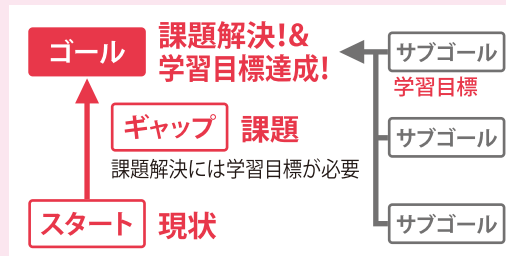 ゴール
課題解決!&
学習目標達成!
サブゴール
学習目標
ギャップ 課題
サブゴール
課題解決には学習目標が必要
スタート 現状
サブゴール